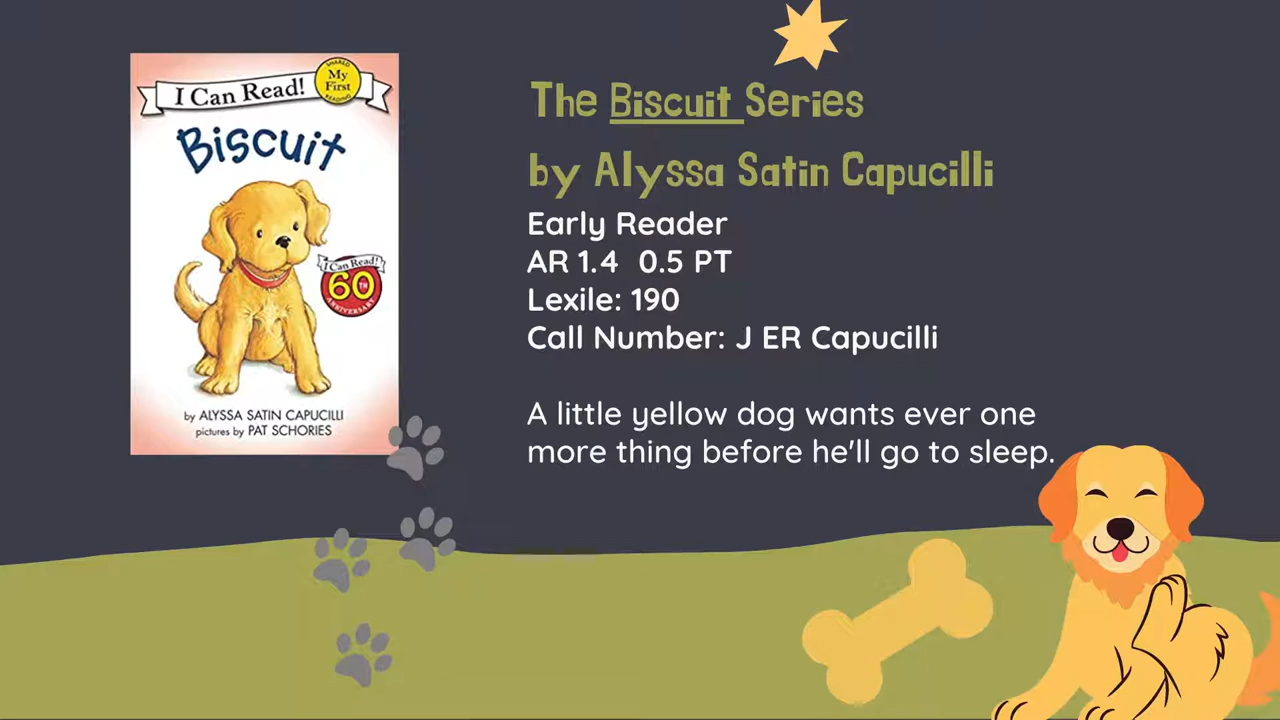 I Can Read!
SHARED
My
First
READING
Biscuit
I Can Read!
60TH
ANNIVERSARY
by ALYSSA SATIN CAPUCILLI
pictures by PAT SCHORIES
The Biscuit Series
by Alyssa Satin Capucilli
Early Reader
AR 1.4 0.5 PT
Lexile: 190
Call Number: J ER Capucilli
A little yellow dog wants ever one
more thing before he'll go to sleep.